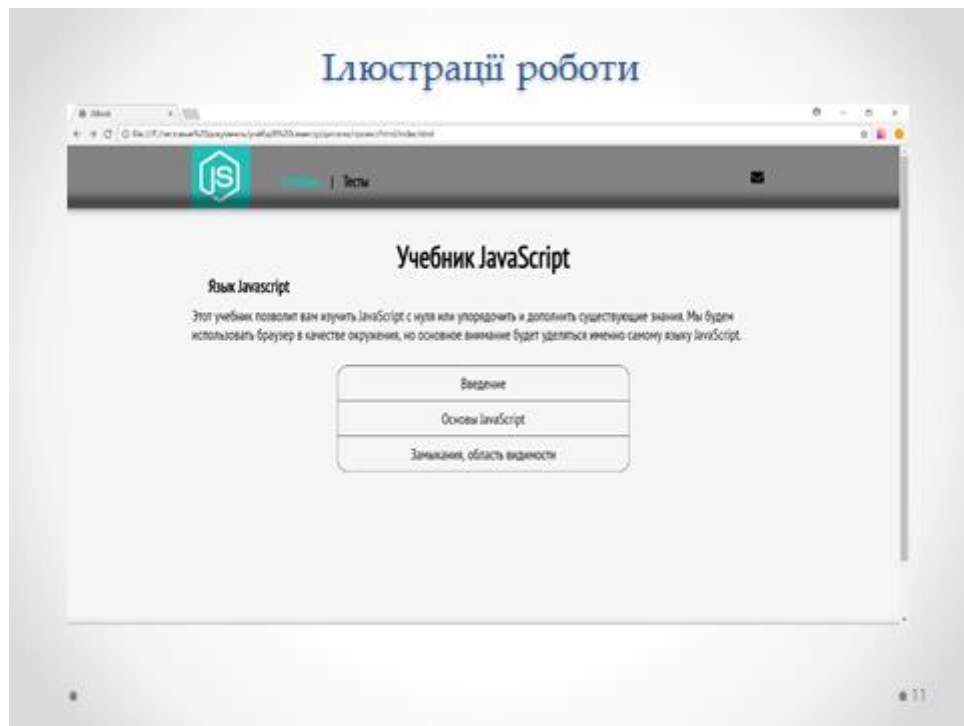 Ілюстрації роботи
JS
| Тесты
Учебник JavaScript
Язык Javascript
Этот учебник позволит вам изучить JavaScript с нуля или упорядочить и дополнить существующие знания. Мы будем
использовать браузер в качестве окружения, но основное внимание будет уделяться именно самому языку JavaScript.
Введение
Основы JavaScript
Замыкания, область видимости
11